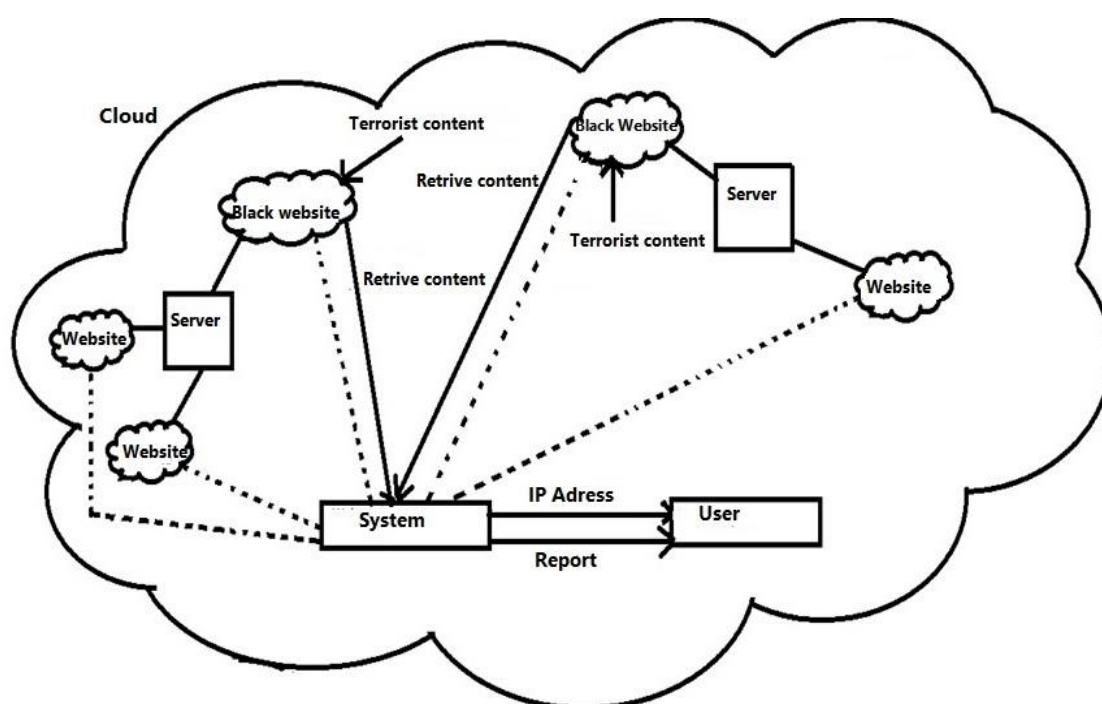 Cloud
Terrorist content
Black website
Retrive content
Server
Website
Website
Black Website
Retrive content
Terrorist content
Server
Website
System
IP Adress
Report
User